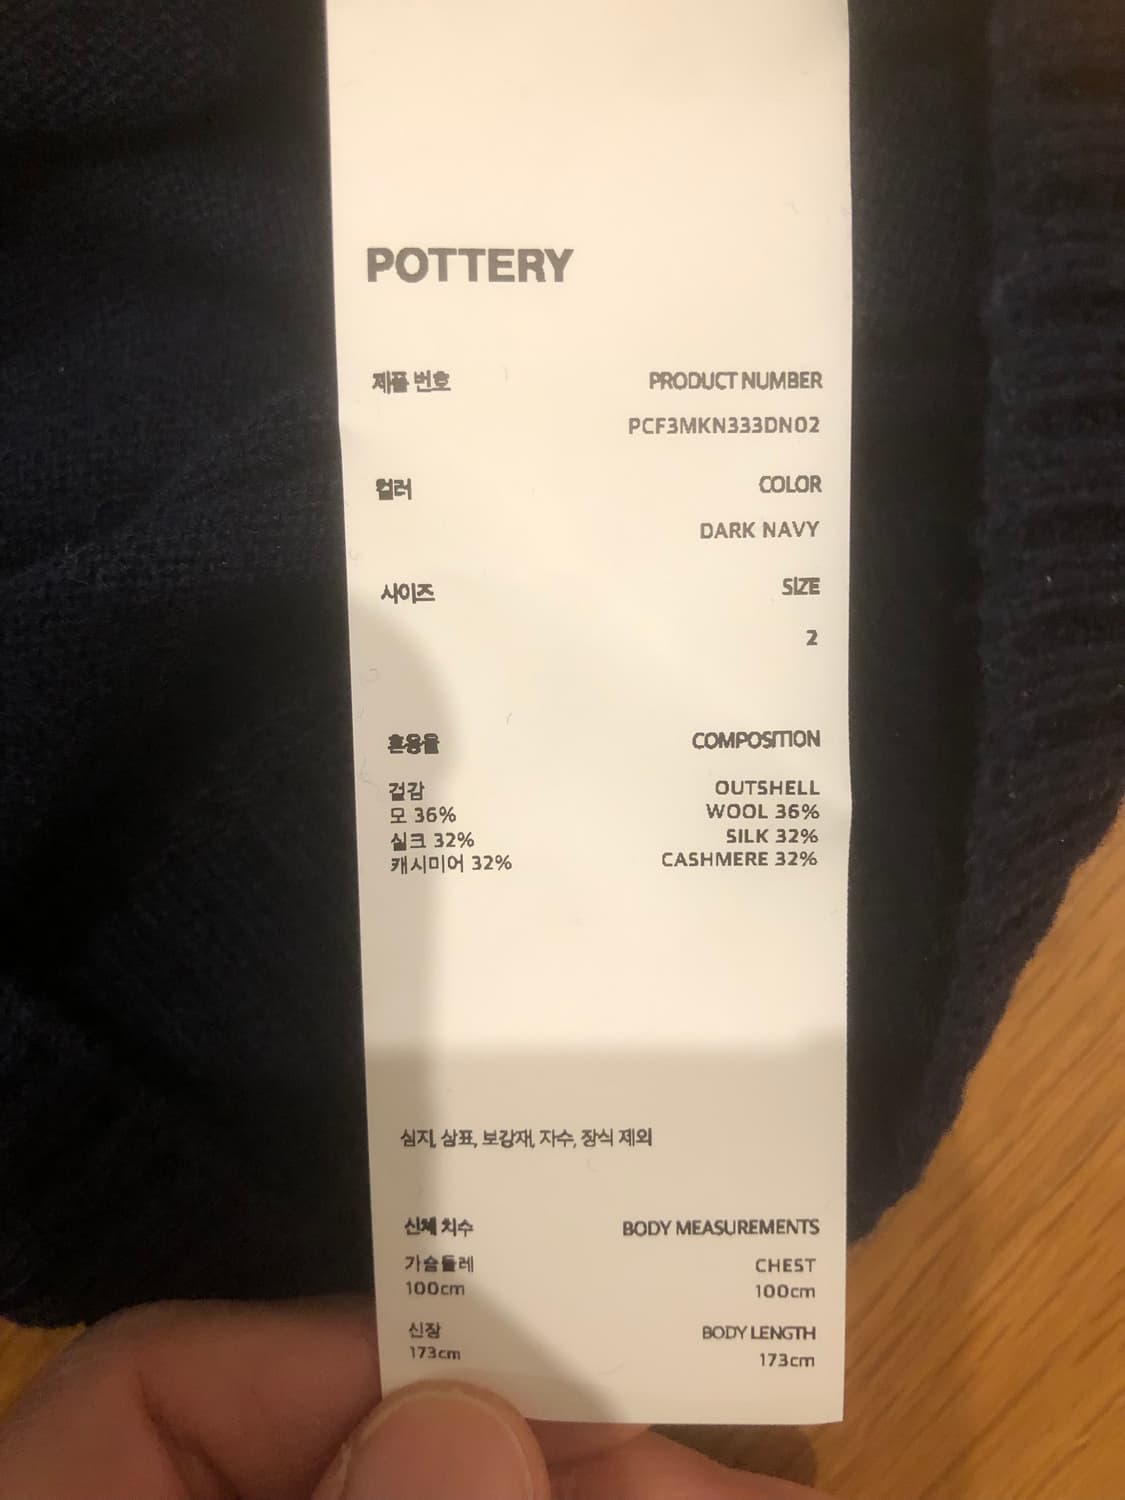 POTTERY
제품 번호 PRODUCT NUMBER
PCF3MKN333DN02
컬러 COLOR
DARK NAVY
사이즈 SIZE
2
혼용율 COMPOSITION
겉감 OUTSHELL
모 36% WOOL 36%
실크 32% SILK 32%
캐시미어 32% CASHMERE 32%
심지, 상표, 보강재, 자수, 장식 제외
신체 치수 BODY MEASUREMENTS
가슴둘레 CHEST
100cm 100cm
신장 BODY LENGTH
173cm 173cm